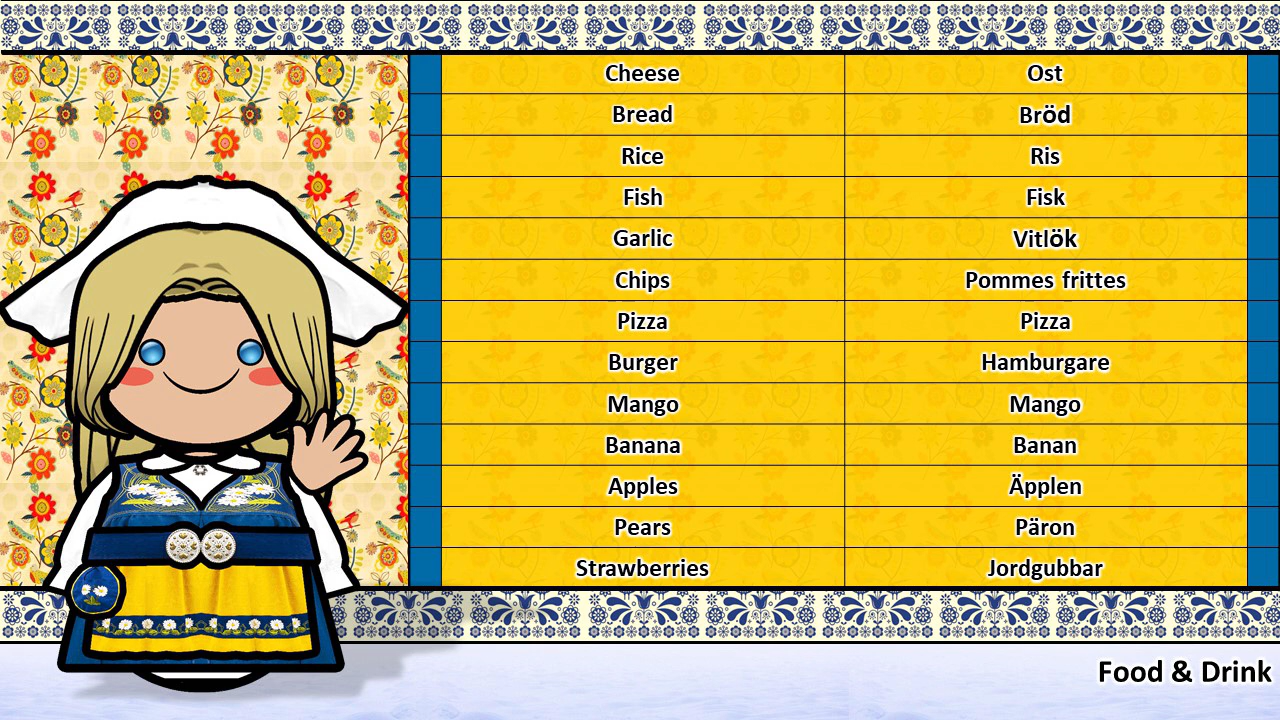 Cheese Ost
Bread Bröd
Rice Ris
Fish Fisk
Garlic Vitlök
Chips Pommes frittes
Pizza Pizza
Burger Hamburgare
Mango Mango
Banana Banan
Apples Äpplen
Pears Päron
Strawberries Jordgubbar
Food & Drink